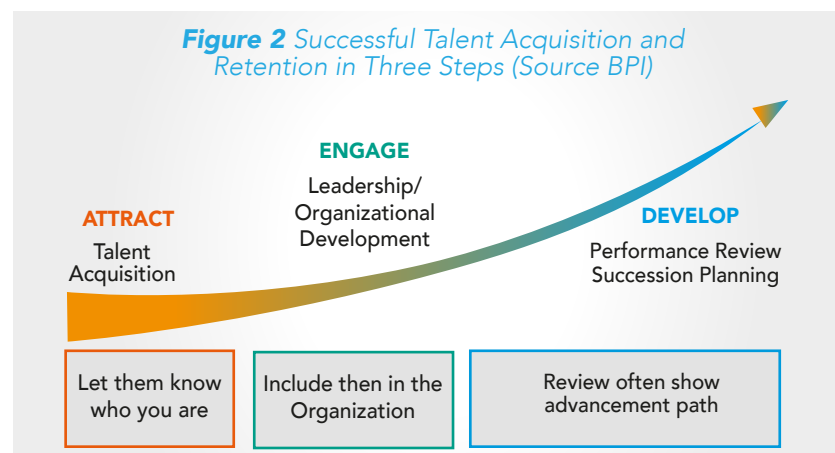 Figure 2 Successful Talent Acquisition and
Retention in Three Steps (Source BPI)
ATTRACT
Talent
Acquisition
ENGAGE
Leadership/
Organizational
Development
DEVELOP
Performance Review
Succession Planning
Let them know
who you are
Include then in the
Organization
Review often show
advancement path